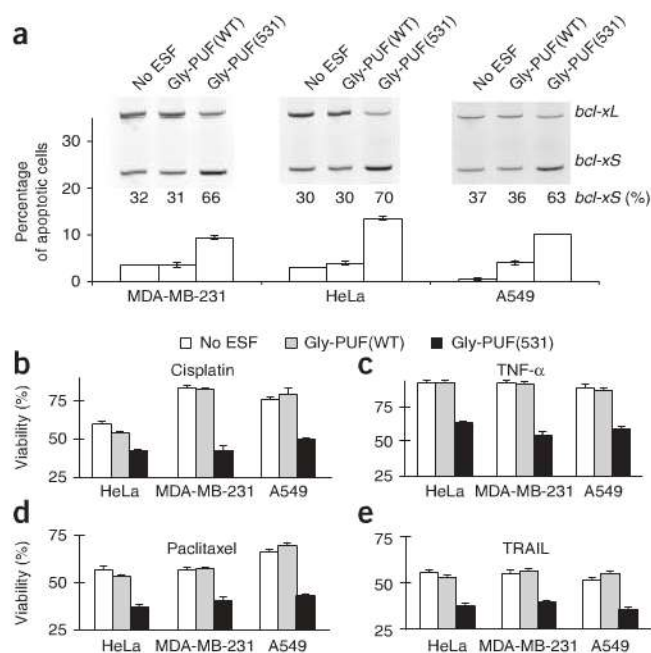 a
No ESF Gly-PUF(WT) Gly-PUF(531) No ESF Gly-PUF(WT) Gly-PUF(531) No ESF Gly-PUF(WT) Gly-PUF(531)
bcl-xL
bcl-xS
32 31 66 30 30 70 37 36 63 bcl-xS (%)
Percentage
of apoptotic cells
30
20
10
0
MDA-MB-231 HeLa A549
No ESF Gly-PUF(WT) Gly-PUF(531)
b Cisplatin
Viability (%)
75
50
25
HeLa MDA-MB-231 A549
c TNF-α
75
50
25
HeLa MDA-MB-231 A549
d Paclitaxel
Viability (%)
75
50
25
HeLa MDA-MB-231 A549
e TRAIL
75
50
25
HeLa MDA-MB-231 A549